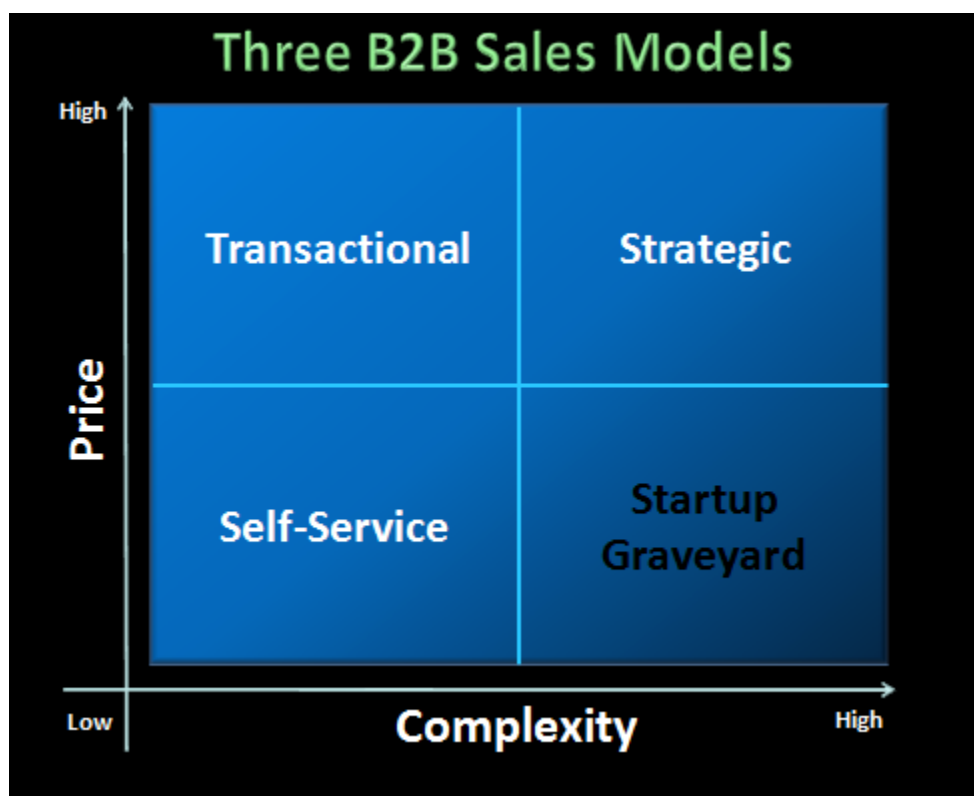 Three B2B Sales Models
High
Transactional
Strategic
Price
Self-Service
Startup
Graveyard
Low
Complexity
High